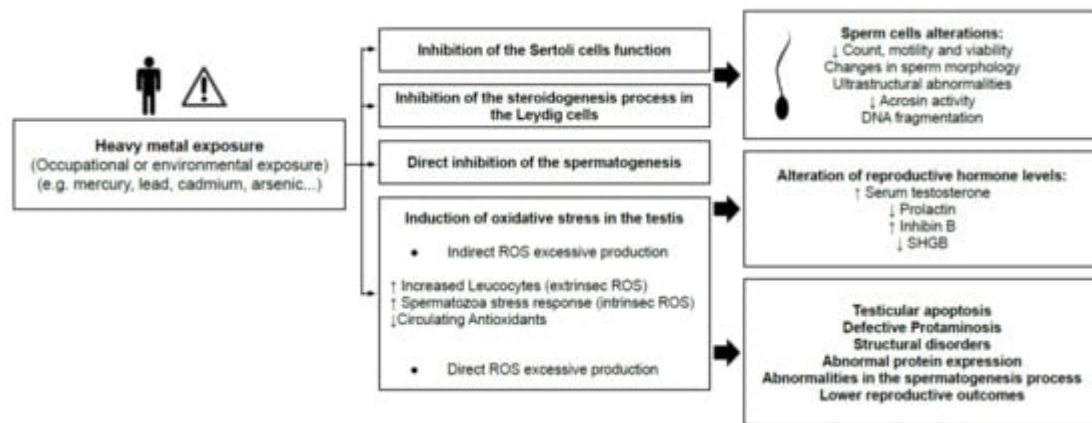 Heavy metal exposure
(Occupational or environmental exposure)
(e.g. mercury, lead, cadmium, arsenic...)
Inhibition of the Sertoli cells function
Inhibition of the steroidogenesis process in
the Leydig cells
Direct inhibition of the spermatogenesis
Induction of oxidative stress in the testis
● Indirect ROS excessive production
↑ Increased Leucocytes (extrinsec ROS)
↑ Spermatozoa stress response (intrinsec ROS)
↓Circulating Antioxidants
● Direct ROS excessive production
Sperm cells alterations:
↓ Count, motility and viability
Changes in sperm morphology
Ultrastructural abnormalities
↓ Acrosin activity
DNA fragmentation
Alteration of reproductive hormone levels:
↑ Serum testosterone
↓ Prolactin
↑ Inhibin B
↓ SHGB
Testicular apoptosis
Defective Protaminosis
Structural disorders
Abnormal protein expression
Abnormalities in the spermatogenesis process
Lower reproductive outcomes